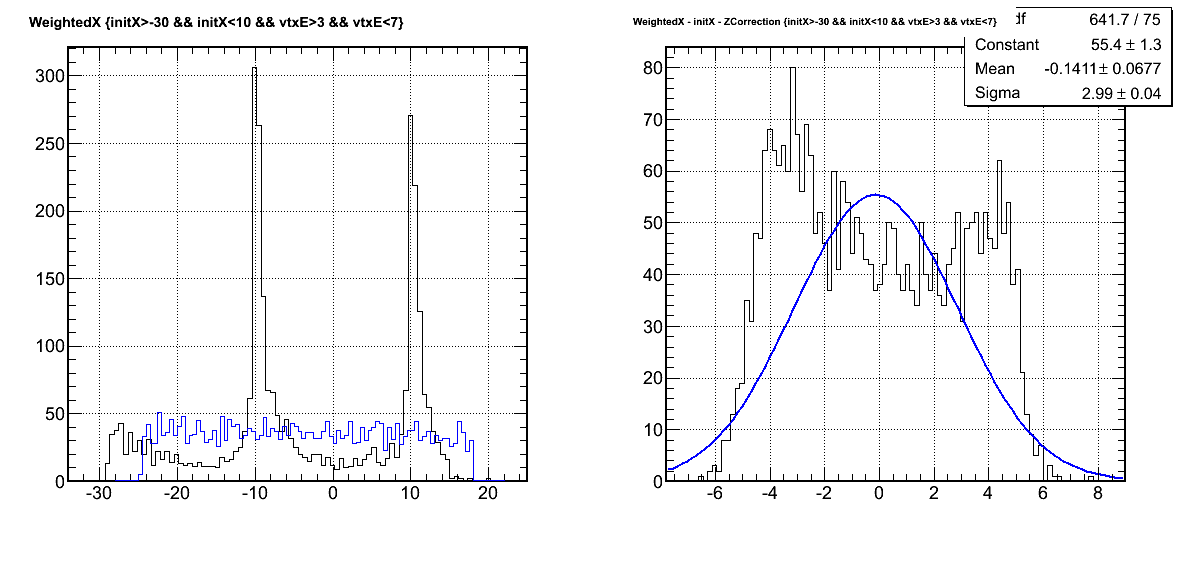 WeightedX {initX>-30 && initX<10 && vtxE>3 && vtxE<7}
300
250
200
150
100
50
0
-30 -20 -10 0 10 20
WeightedX - initX - ZCorrection {initX>-30 && initX<10 && vtxE>3 && vtxE<7}
df 641.7 / 75
Constant 55.4 ± 1.3
Mean -0.1411± 0.0677
Sigma 2.99 ± 0.04
80
70
60
50
40
30
20
10
0
-6 -4 -2 0 2 4 6 8